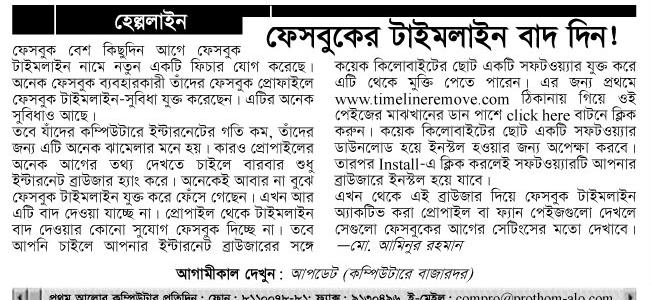 হেল্পলাইন
ফেসবুকের টাইমলাইন বাদ দিন!
ফেসবুক বেশ কিছুদিন আগে ফেসবুক
টাইমলাইন নামে নতুন একটি ফিচার যোগ করেছে।
অনেক ফেসবুক ব্যবহারকারী তাঁদের ফেসবুক প্রোফাইলে
ফেসবুক টাইমলাইন-সুবিধা যুক্ত করেছেন। এটির অনেক
সুবিধাও আছে।
তবে যাঁদের কম্পিউটারে ইন্টারনেটের গতি কম, তাঁদের
জন্য এটি অনেক ঝামেলার মনে হয়। কারও প্রোপাইলের
অনেক আগের তথ্য দেখতে চাইলে বারবার শুধু
ইন্টারনেট ব্রাউজার হ্যাং করে। অনেকেই আবার না বুঝে
ফেসবুক টাইমলাইন যুক্ত করে ফেঁসে গেছেন। এখন আর
এটি বাদ দেওয়া যাচ্ছে না। প্রোপাইল থেকে টাইমলাইন
বাদ দেওয়ার কোনো সুযোগ ফেসবুক দিচ্ছে না। তবে
আপনি চাইলে আপনার ইন্টারনেট ব্রাউজারের সঙ্গে
কয়েক কিলোবাইটের ছোট একটি সফটওয়্যার যুক্ত করে
এটি থেকে মুক্তি পেতে পারেন। এর জন্য প্রথমে
www.timelineremove.com ঠিকানায় গিয়ে ওই
পেইজের মাঝখানের ডান পাশে click here বাটনে ক্লিক
করুন। কয়েক কিলোবাইটের ছোট একটি সফটওয়্যার
ডাউনলোড হয়ে ইনস্টল হওয়ার জন্য অপেক্ষা করবে।
তারপর Install-এ ক্লিক করলেই সফটওয়্যারটি আপনার
ব্রাউজারে ইনস্টল হয়ে যাবে।
এখন থেকে এই ব্রাউজার দিয়ে ফেসবুক টাইমলাইন
অ্যাকটিভ করা প্রোপাইল বা ফ্যান পেইজগুলো দেখলে
সেগুলো ফেসবুকের আগের সেটিংসের মতো দেখাবে।
—মো. আমিনুর রহমান
আগামীকাল দেখুন : আপডেট (কম্পিউটারে বাজারদর)
প্রথম আলোর কম্পিউটার প্রতিদিন : ফোন : ৮১১০০৭৮-৮১; ফ্যাক্স : ৯১৩০৪৯৬, ই-মেইল : compro@prothom-alo.com